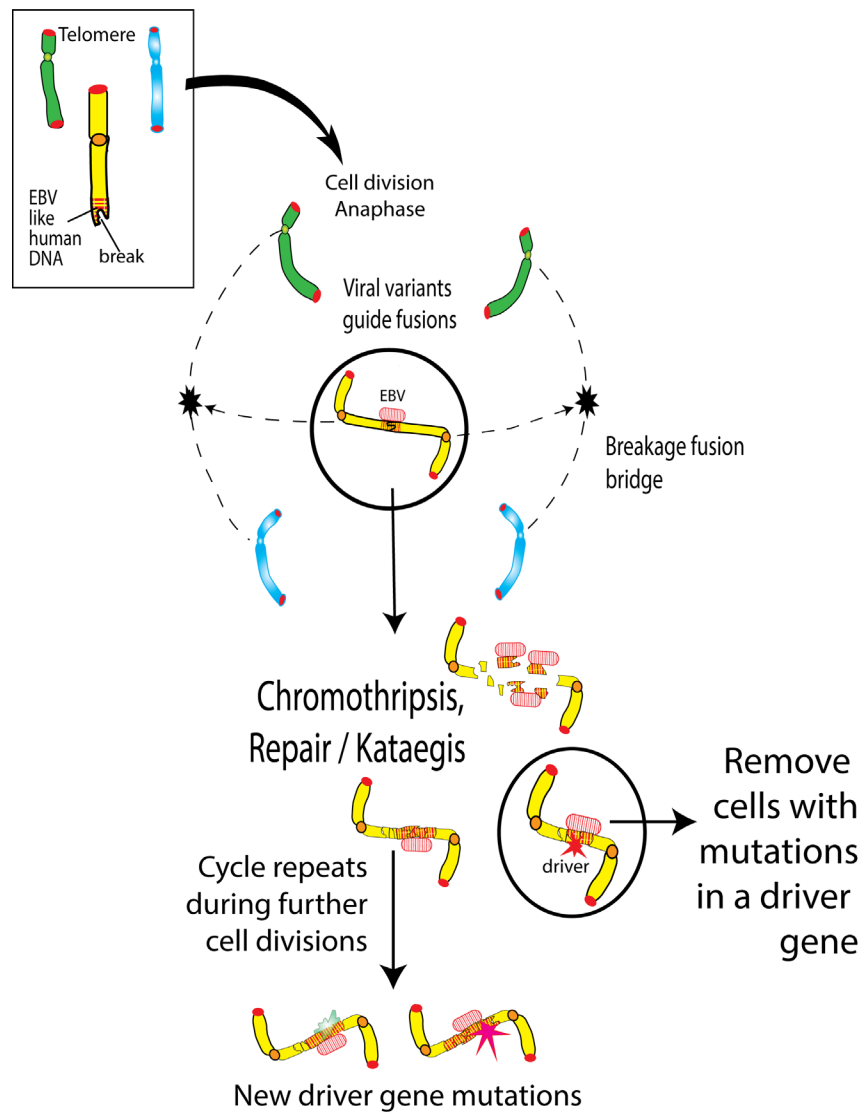 Telomere
EBV
like
human
DNA
break
Cell division
Anaphase
Viral variants
guide fusions
EBV
Breakage fusion
bridge
Chromothripsis,
Repair / Kataegis
Remove
cells with
mutations
in a driver
gene
driver
Cycle repeats
during further
cell divisions
New driver gene mutations